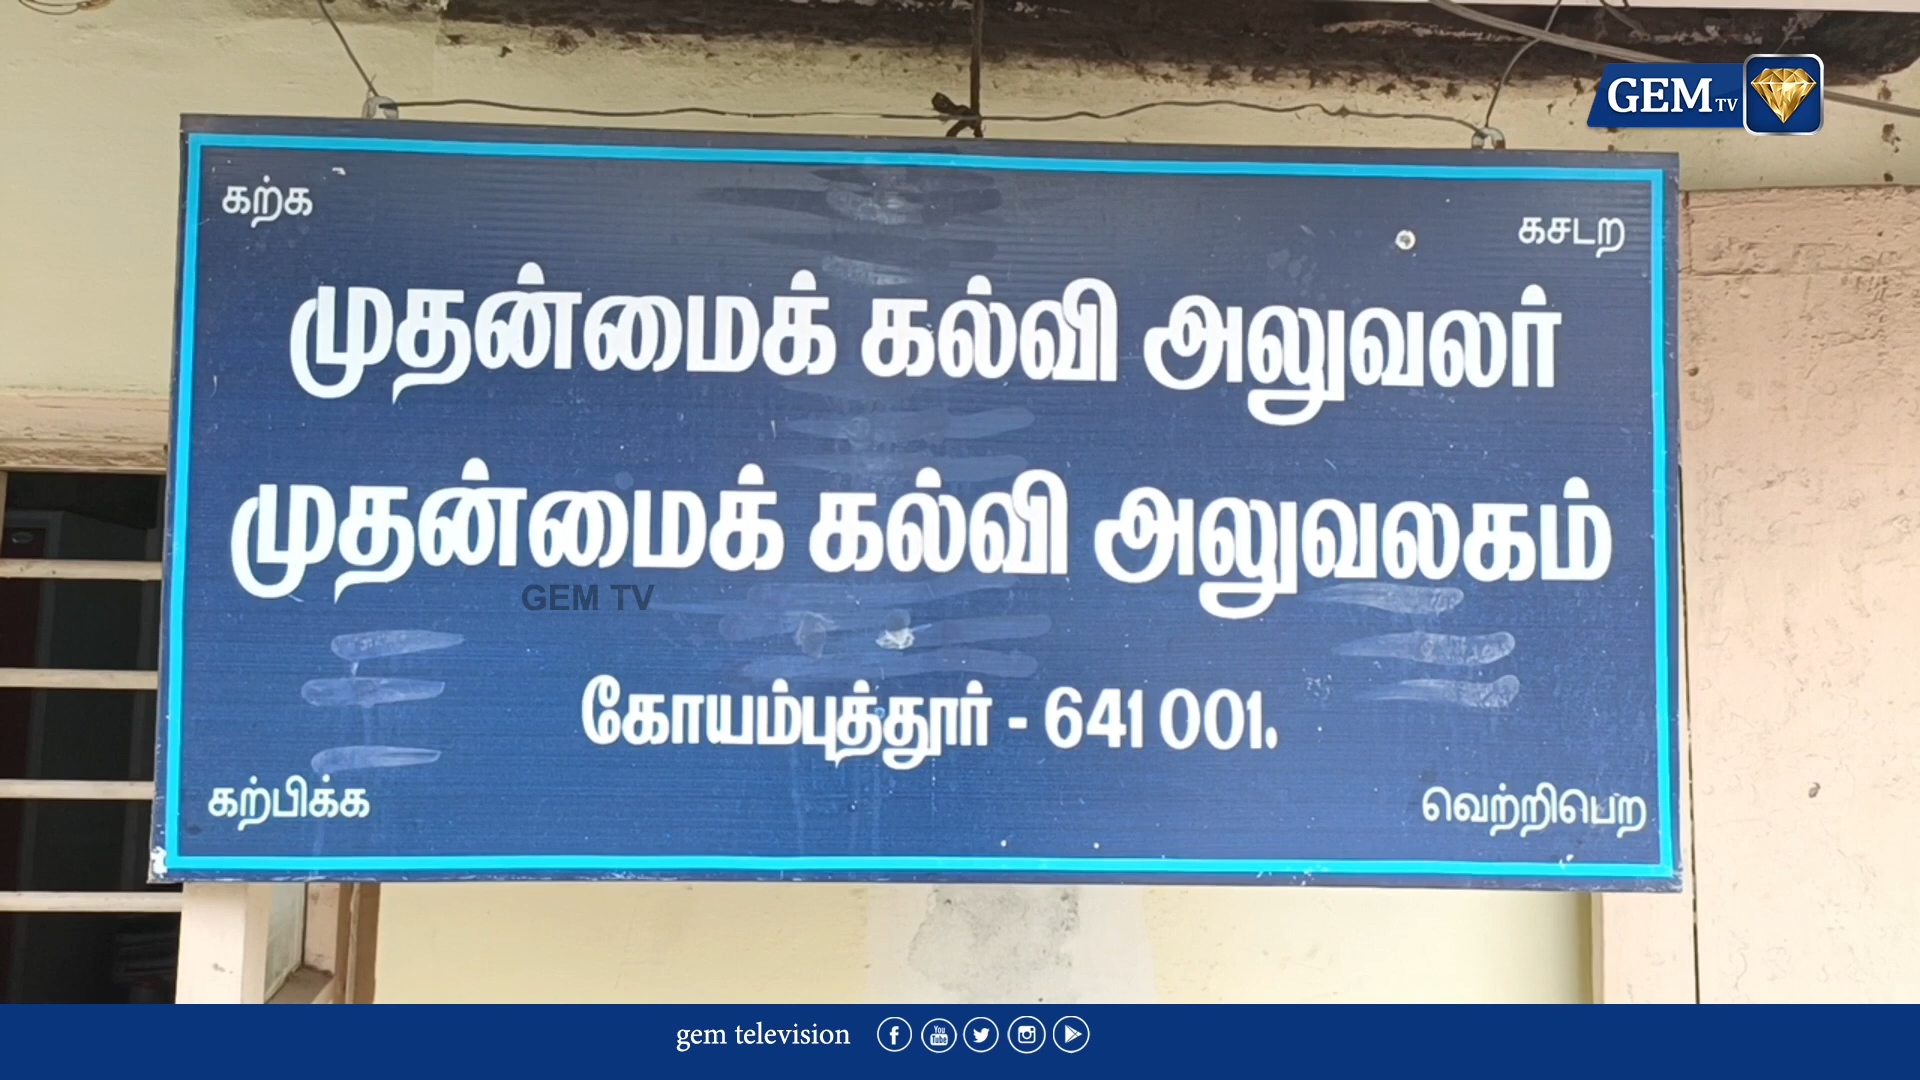 GEM TV
கற்க
கசடற
முதன்மைக் கல்வி அலுவலர்
முதன்மைக் கல்வி அலுவலகம்
GEM TV
கோயம்புத்தூர் - 641 001.
கற்பிக்க
வெற்றிபெற
gem television